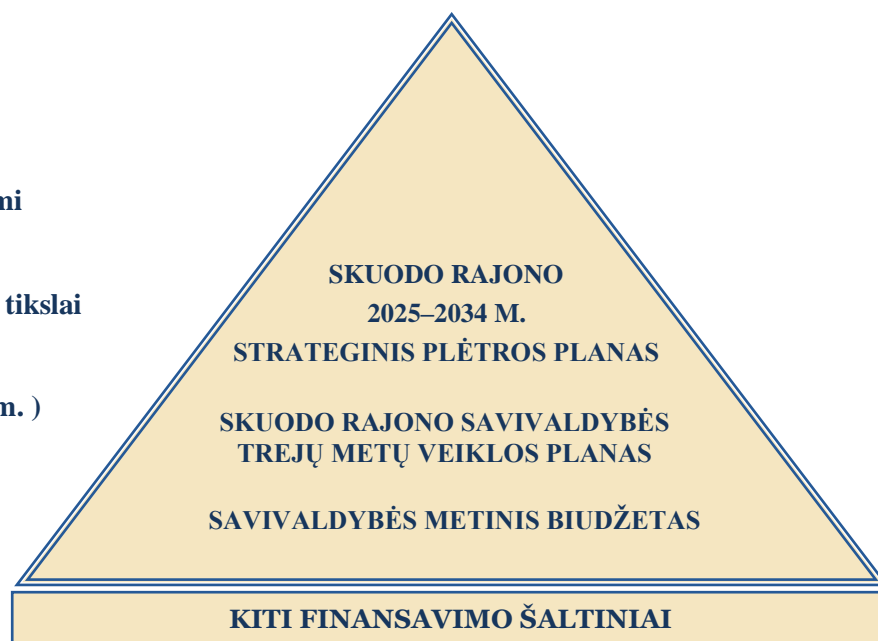 mi
SKUODO RAJONO
tikslai
2025–2034 M.
STRATEGINIS PLĖTROS PLANAS
m. )
SKUODO RAJONO SAVIVALDYBĖS
TREJŲ METŲ VEIKLOS PLANAS
SAVIVALDYBĖS METINIS BIUDŽETAS
KITI FINANSAVIMO ŠALTINIAI